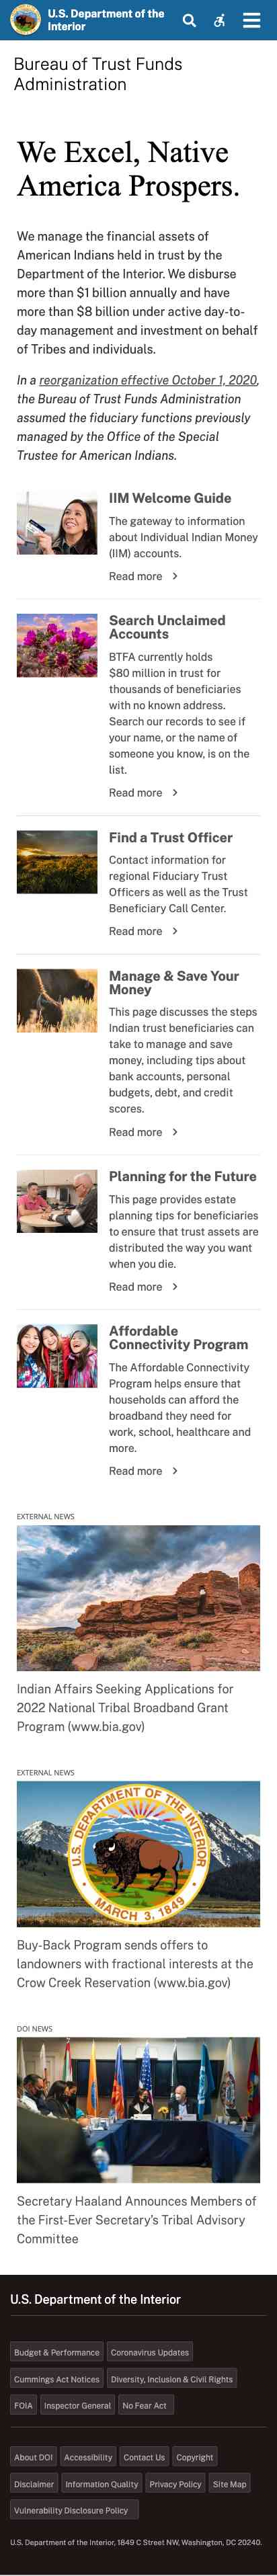 U.S. Department of the
Interior
Bureau of Trust Funds
Administration
We Excel, Native
America Prospers.
We manage the financial assets of
American Indians held in trust by the
Department of the Interior. We disburse
more than $1 billion annually and have
more than $8 billion under active day-to-
day management and investment on behalf
of Tribes and individuals.
In a reorganization effective October 1, 2020,
the Bureau of Trust Funds Administration
assumed the fiduciary functions previously
managed by the Office of the Special
Trustee for American Indians.
IIM Welcome Guide
The gateway to information
about Individual Indian Money
(IIM) accounts.
Read more
Search Unclaimed
Accounts
BTFA currently holds
$80 million in trust for
thousands of beneficiaries
with no known address.
Search our records to see if
your name, or the name of
someone you know, is on the
list.
Read more
Find a Trust Officer
Contact information for
regional Fiduciary Trust
Officers as well as the Trust
Beneficiary Call Center.
Read more
Manage & Save Your
Money
This page discusses the steps
Indian trust beneficiaries can
take to manage and save
money, including tips about
bank accounts, personal
budgets, debt, and credit
scores.
Read more
Planning for the Future
This page provides estate
planning tips for beneficiaries
to ensure that trust assets are
distributed the way you want
when you die.
Read more
Affordable
Connectivity Program
The Affordable Connectivity
Program helps ensure that
households can afford the
broadband they need for
work, school, healthcare and
more.
Read more
EXTERNAL NEWS
Indian Affairs Seeking Applications for
2022 National Tribal Broadband Grant
Program (www.bia.gov)
EXTERNAL NEWS
U.S. DEPARTMENT OF THE INTERIOR
MARCH 3, 1849
Buy-Back Program sends offers to
landowners with fractional interests at the
Crow Creek Reservation (www.bia.gov)
DOI NEWS
Secretary Haaland Announces Members of
the First-Ever Secretary's Tribal Advisory
Committee
U.S. Department of the Interior
Budget & Performance Coronavirus Updates
Cummings Act Notices Diversity, Inclusion & Civil Rights
FOIA Inspector General No Fear Act
About DOI Accessibility Contact Us Copyright
Disclaimer Information Quality Privacy Policy Site Map
Vulnerability Disclosure Policy
U.S. Department of the Interior, 1849 C Street NW, Washington, DC 20240.